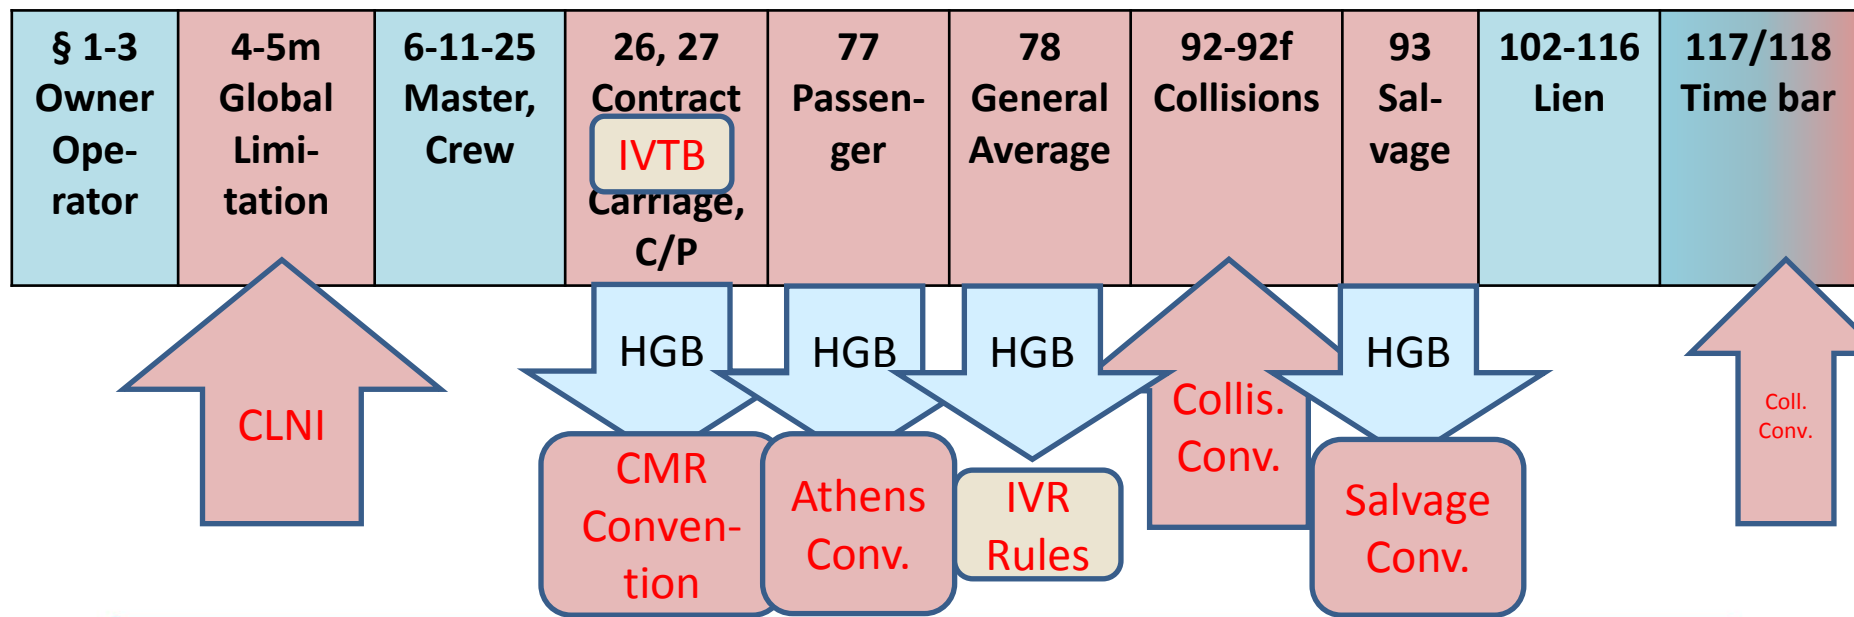 § 1-3
Owner
Ope-
rator
4-5m
Global
Limi-
tation
6-11-25
Master,
Crew
26, 27
Contract
IVTB
Carriage,
C/P
77
Passen-
ger
78
General
Average
92-92f
Collisions
93
Sal-
vage
102-116
Lien
117/118
Time bar
CLNI
HGB
CMR
Conven-
tion
HGB
Athens
Conv.
HGB
IVR
Rules
Collis.
Conv.
HGB
Salvage
Conv.
Coll.
Conv.